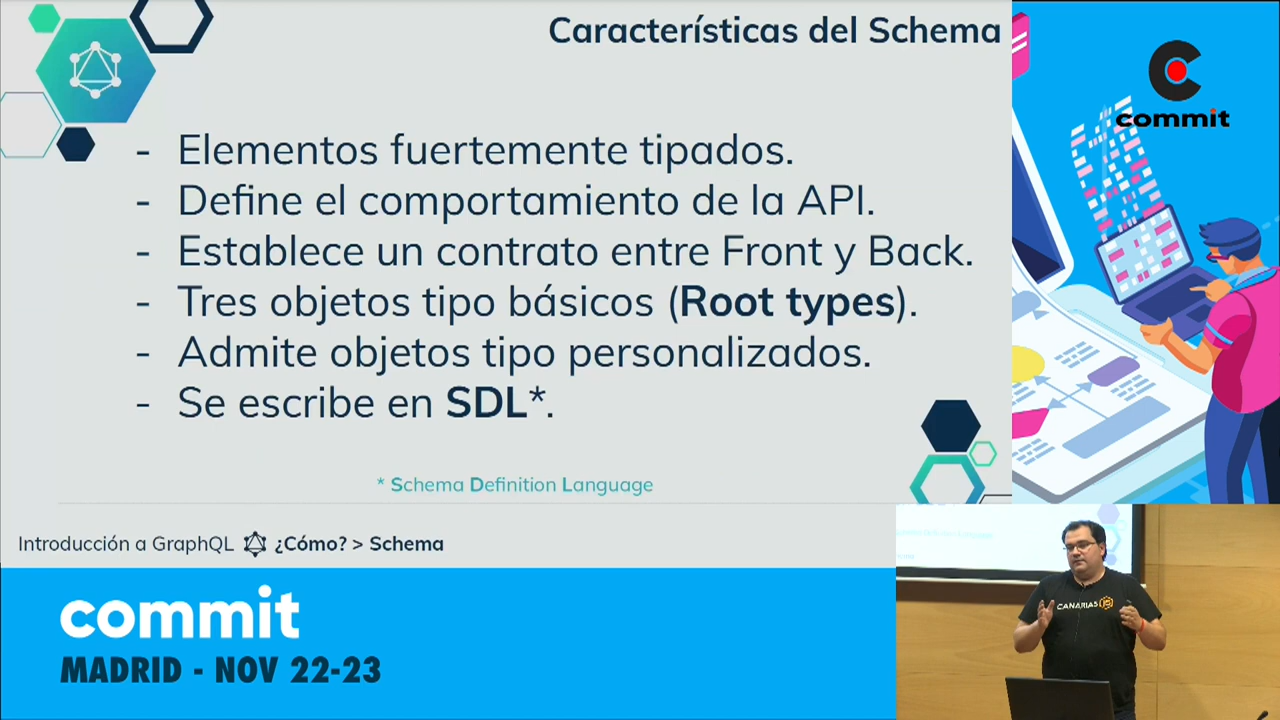 Características del Schema
- Elementos fuertemente tipados.
- Define el comportamiento de la API.
- Establece un contrato entre Front y Back.
- Tres objetos tipo básicos (Root types).
- Admite objetos tipo personalizados.
- Se escribe en SDL*.
* Schema Definition Language
Introducción a GraphQL ¿Cómo? > Schema
commit
commit
MADRID - NOV 22-23
CANARIAS